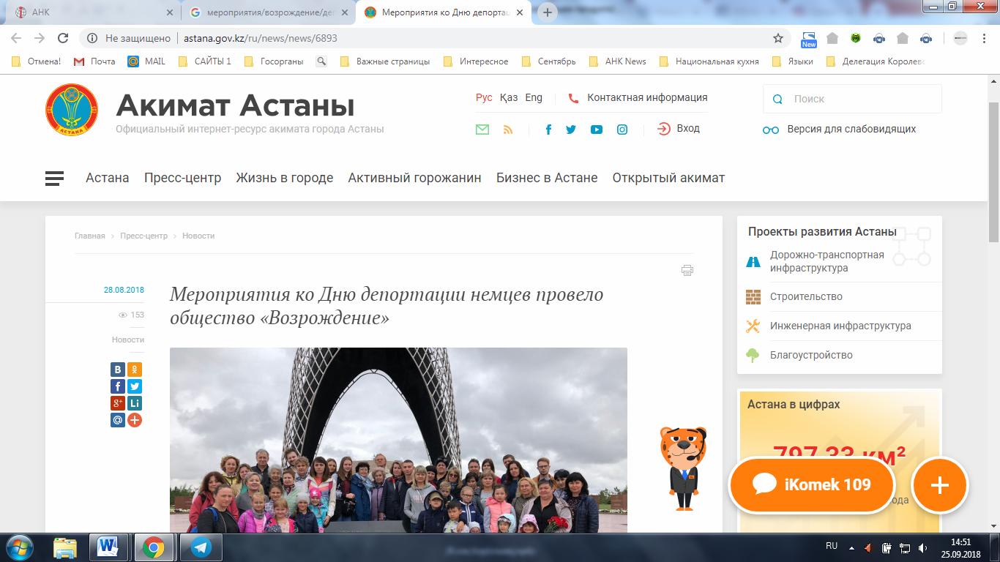 АНК
мероприятия/возрождение/де
Мероприятия ко Дню депортац
Не защищено
astana.gov.kz/ru/news/news/6893
New
Отмена!
Почта
MAIL
САЙТЫ 1
Госорганы
Важные страницы
Интересное
Сентябрь
АНК News
Национальная кухня
Языки
Делегация Королевс
АСТАНА
Акимат Астаны
Официальный интернет-ресурс акимата города Астаны
Рус Қаз Eng
Контактная информация
Поиск
Вход
Версия для слабовидящих
Астана
Пресс-центр
Жизнь в городе
Активный горожанин
Бизнес в Астане
Открытый акимат
Главная > Пресс-центр > Новости
28.08.2018
153
Новости
Мероприятия ко Дню депортации немцев провело
общество «Возрождение»
Проекты развития Астаны
Дорожно-транспортная
инфраструктура
Строительство
Инженерная инфраструктура
Благоустройство
Астана в цифрах
797,33 км²
iKomek 109
RU
14:51
25.09.2018